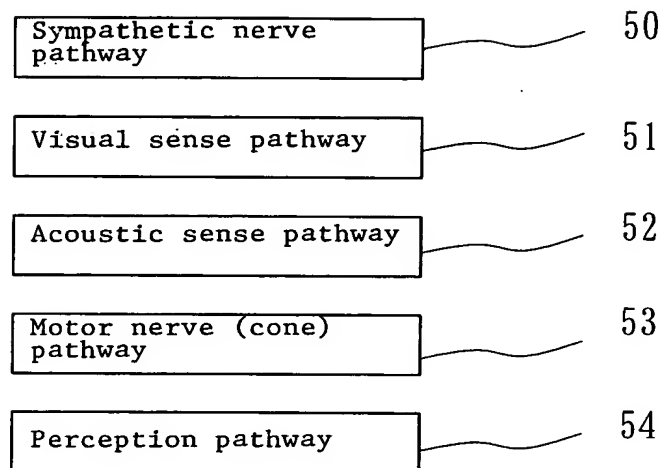 Sympathetic nerve
pathway
50
Visual sense pathway
51
Acoustic sense pathway
52
Motor nerve (cone)
pathway
53
Perception pathway
54